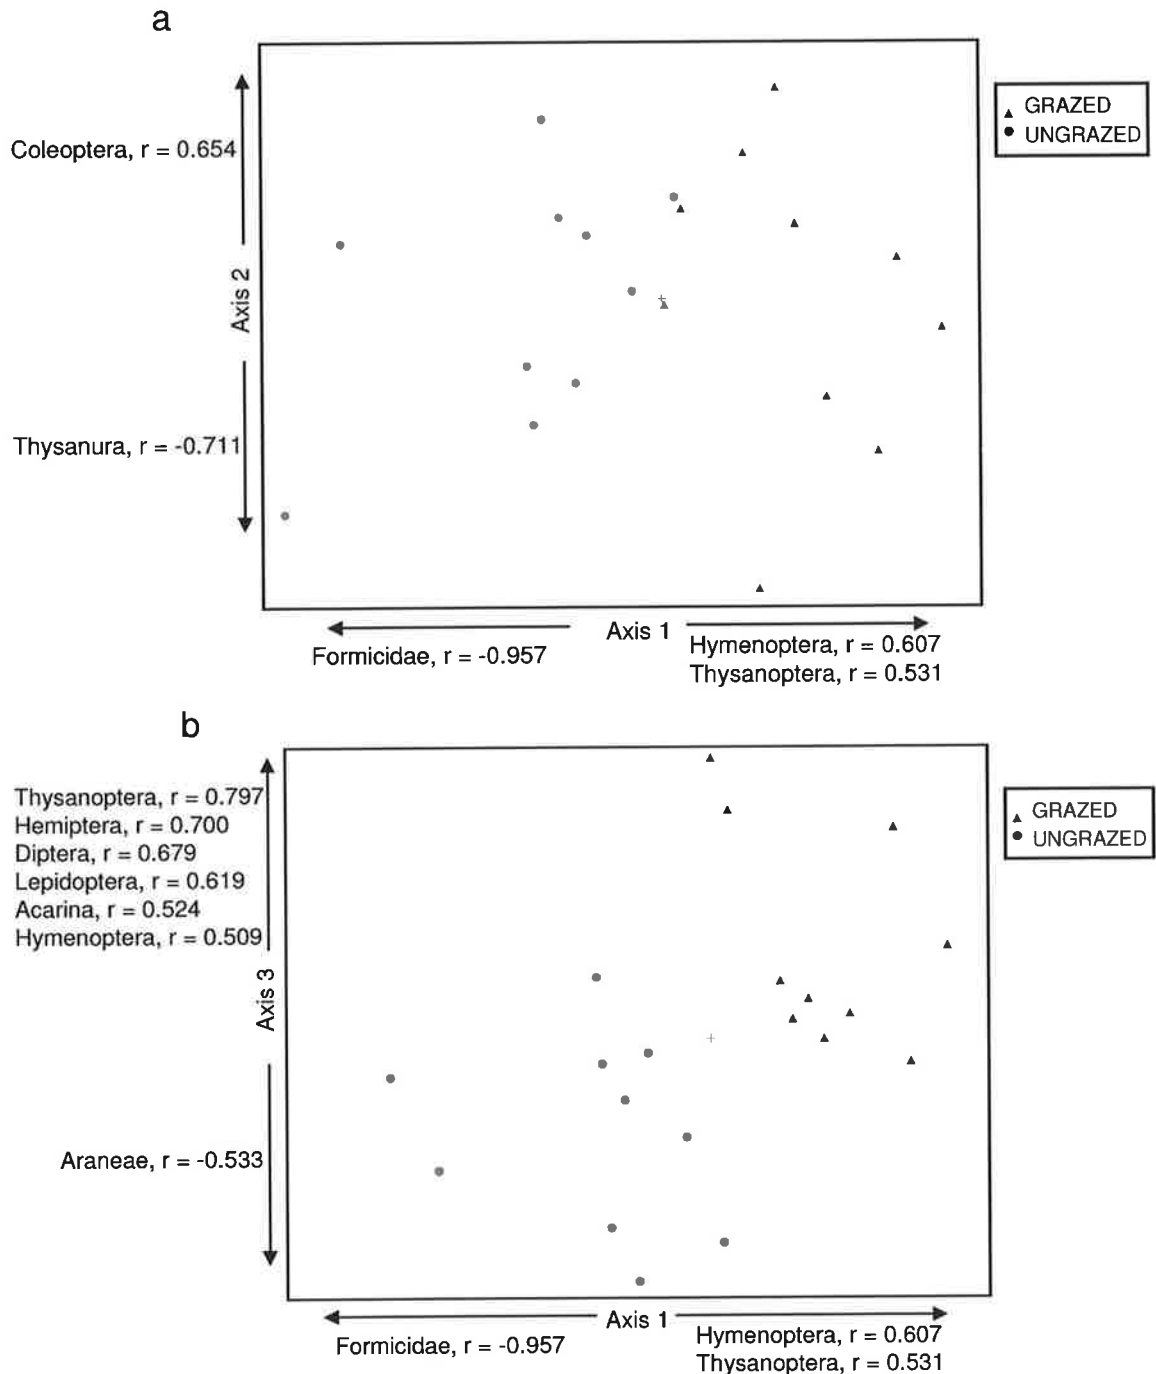 a
GRAZED
UNGRAZED
Coleoptera, r = 0.654
Axis 2
Thysanura, r = -0.711
Axis 1
Formicidae, r = -0.957
Hymenoptera, r = 0.607
Thysanoptera, r = 0.531
b
Thysanoptera, r = 0.797
Hemiptera, r = 0.700
Diptera, r = 0.679
Lepidoptera, r = 0.619
Acarina, r = 0.524
Hymenoptera, r = 0.509
GRAZED
UNGRAZED
Axis 3
Araneae, r = -0.533
Axis 1
Formicidae, r = -0.957
Hymenoptera, r = 0.607
Thysanoptera, r = 0.531